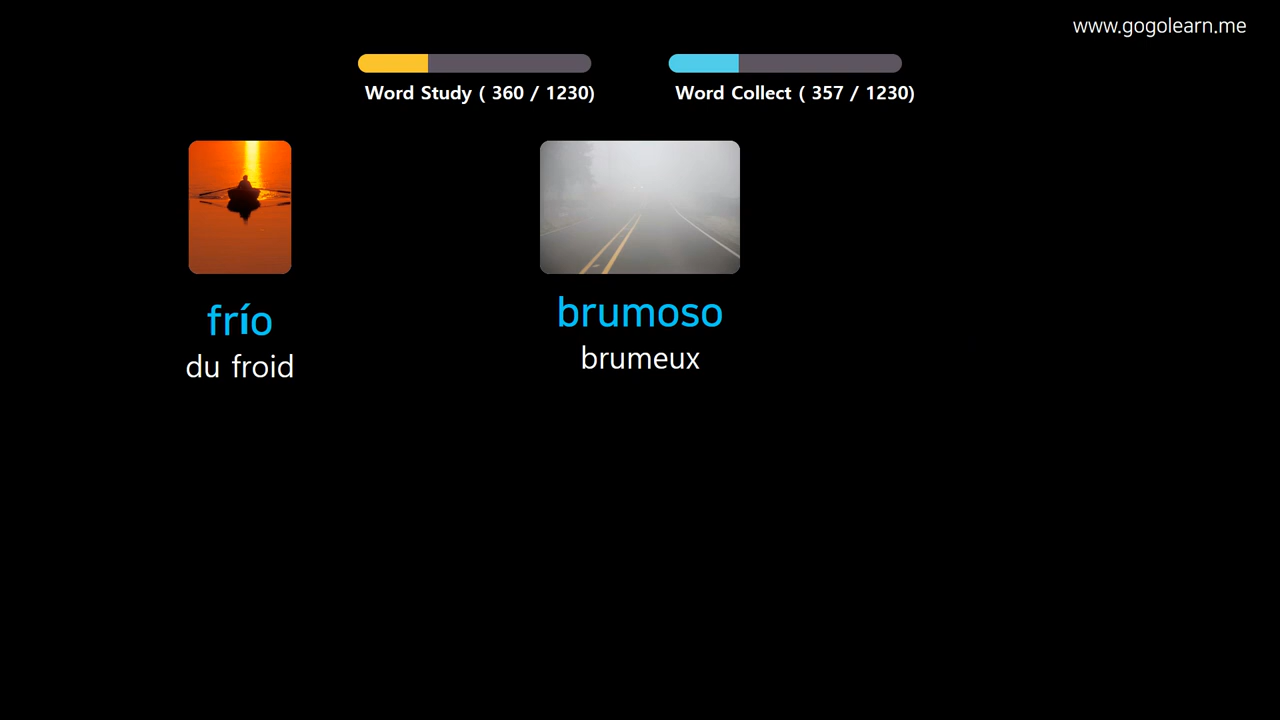 www.gogolearn.me
Word Study ( 360 / 1230)
Word Collect ( 357 / 1230)
frío
du froid
brumoso
brumeux